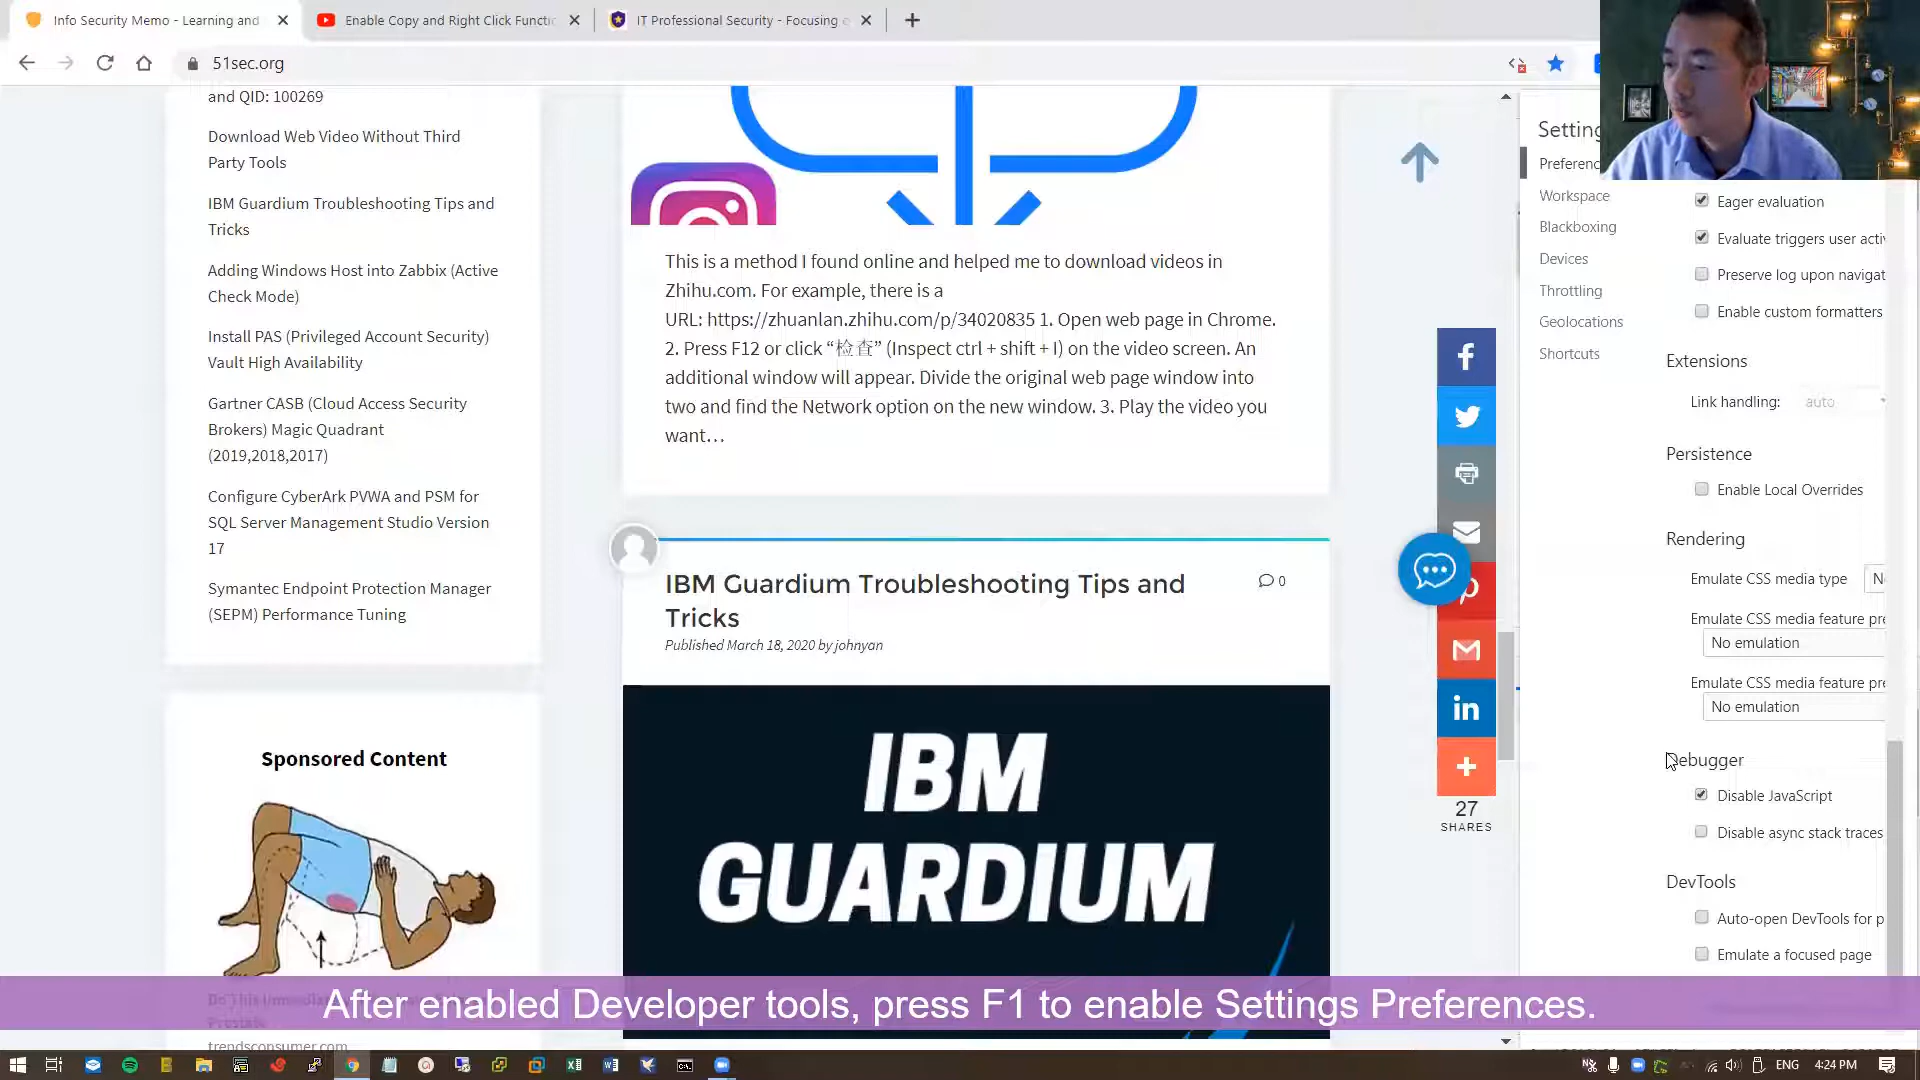 Info Security Memo - Learning and
Enable Copy and Right Click Functi
IT Professional Security - Focusing
51sec.org
and QID: 100269
Download Web Video Without Third
Party Tools
IBM Guardium Troubleshooting Tips and
Tricks
Adding Windows Host into Zabbix (Active
Check Mode)
Install PAS (Privileged Account Security)
Vault High Availability
Gartner CASB (Cloud Access Security
Brokers) Magic Quadrant
(2019,2018,2017)
Configure CyberArk PVWA and PSM for
SQL Server Management Studio Version
17
Symantec Endpoint Protection Manager
(SEPM) Performance Tuning
Sponsored Content
trendsconsumer.com
This is a method I found online and helped me to download videos in
Zhihu.com. For example, there is a
URL: https://zhuanlan.zhihu.com/p/34020835 1. Open web page in Chrome.
2. Press F12 or click “检查” (Inspect ctrl + shift + I) on the video screen. An
additional window will appear. Divide the original web page window into
two and find the Network option on the new window. 3. Play the video you
want…
IBM Guardium Troubleshooting Tips and
Tricks
0
Published March 18, 2020 by johnyan
IBM
GUARDIUM
27
SHARES
Setting
Preferenc
Workspace
Blackboxing
Devices
Throttling
Geolocations
Shortcuts
Eager evaluation
Evaluate triggers user activ
Preserve log upon navigat
Enable custom formatters
Extensions
Link handling: auto
Persistence
Enable Local Overrides
Rendering
Emulate CSS media type N
Emulate CSS media feature pre
No emulation
Emulate CSS media feature pre
No emulation
Debugger
Disable JavaScript
Disable async stack traces
DevTools
Auto-open DevTools for p
Emulate a focused page
After enabled Developer tools, press F1 to enable Settings Preferences.
ENG
4:24 PM